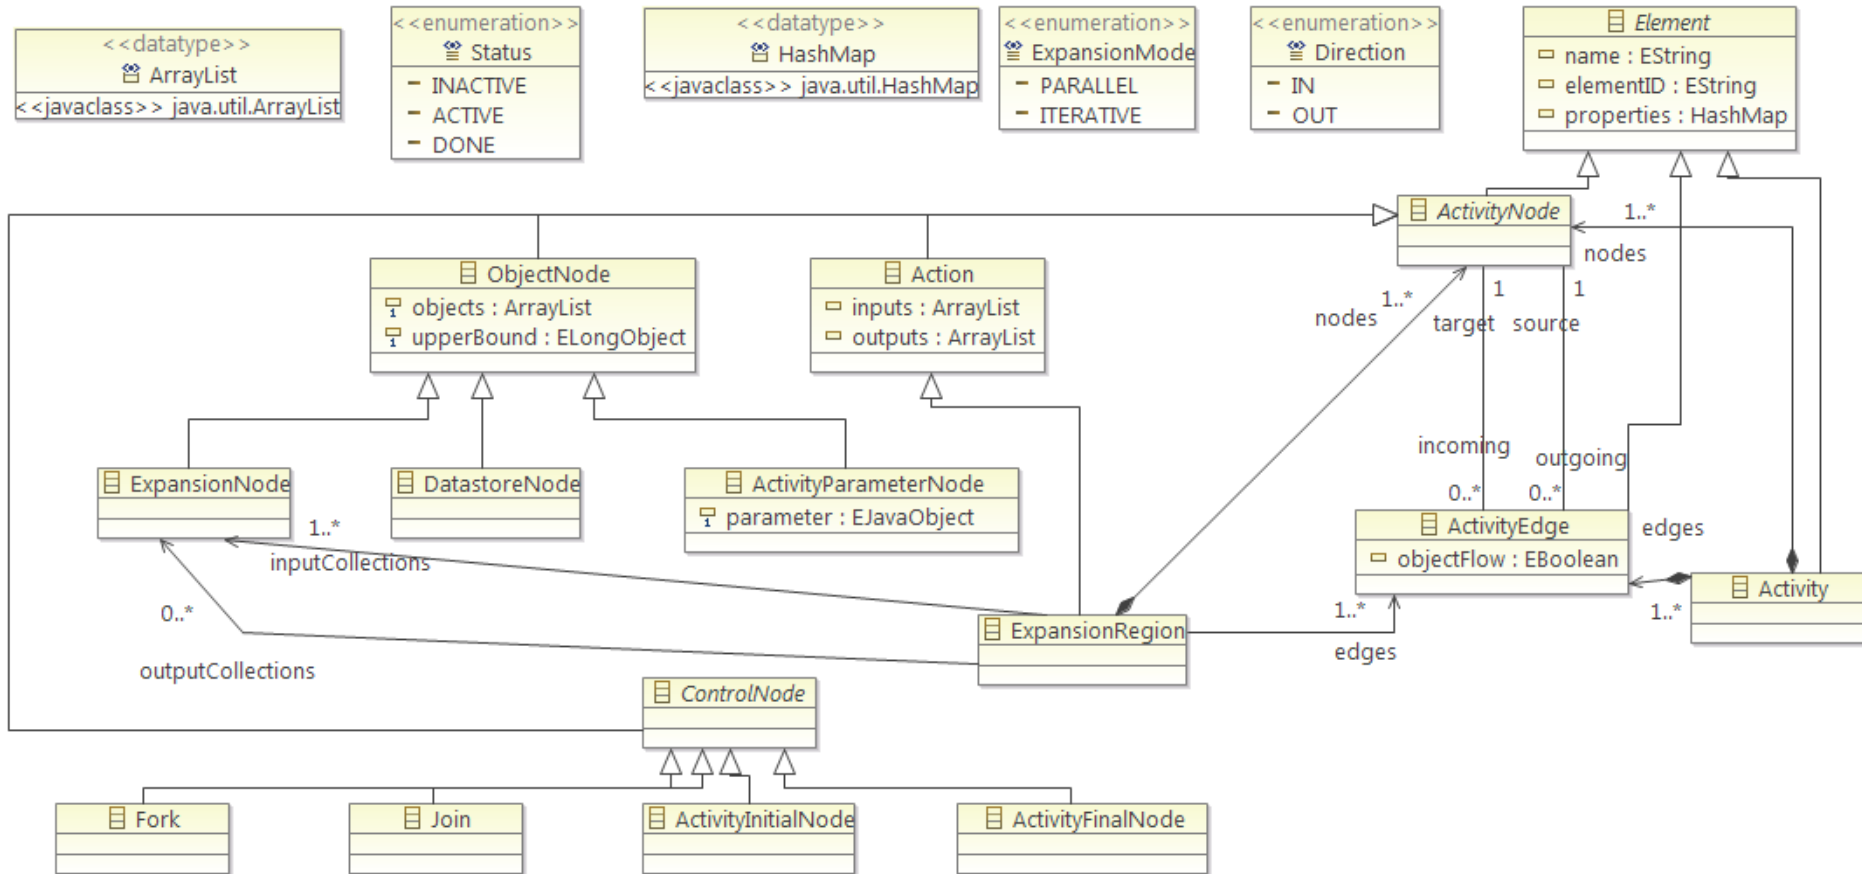 <<datatype>>
ArrayList
<<javaclass>> java.util.ArrayList
<<enumeration>>
Status
INACTIVE
ACTIVE
DONE
<<datatype>>
HashMap
<<javaclass>> java.util.HashMap
<<enumeration>>
ExpansionMode
PARALLEL
ITERATIVE
<<enumeration>>
Direction
IN
OUT
Element
name : EString
elementID : EString
properties : HashMap
ActivityNode
1..*
nodes
ObjectNode
objects : ArrayList
upperBound : ELongObject
Action
inputs : ArrayList
outputs : ArrayList
1..*
nodes
1
target
1
source
incoming
0..*
outgoing
0..*
ExpansionNode
DatastoreNode
ActivityParameterNode
parameter : EJavaObject
ActivityEdge
objectFlow : EBoolean
edges
1..*
Activity
1..*
inputCollections
0..*
outputCollections
ExpansionRegion
1..*
edges
ControlNode
Fork
Join
ActivityInitialNode
ActivityFinalNode